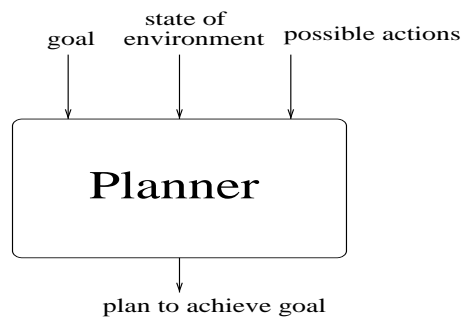 goal
state of
environment
possible actions
Planner
plan to achieve goal